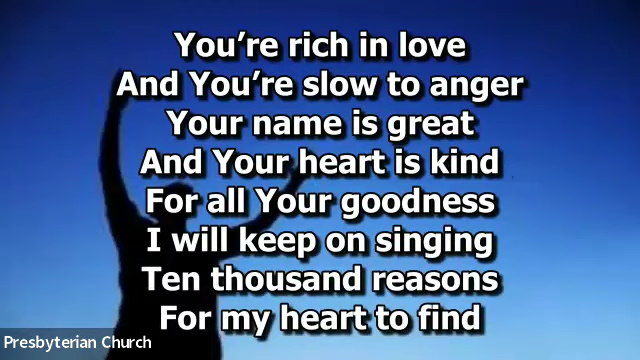 You’re rich in love
And You’re slow to anger
Your name is great
And Your heart is kind
For all Your goodness
I will keep on singing
Ten thousand reasons
For my heart to find
Presbyterian Church